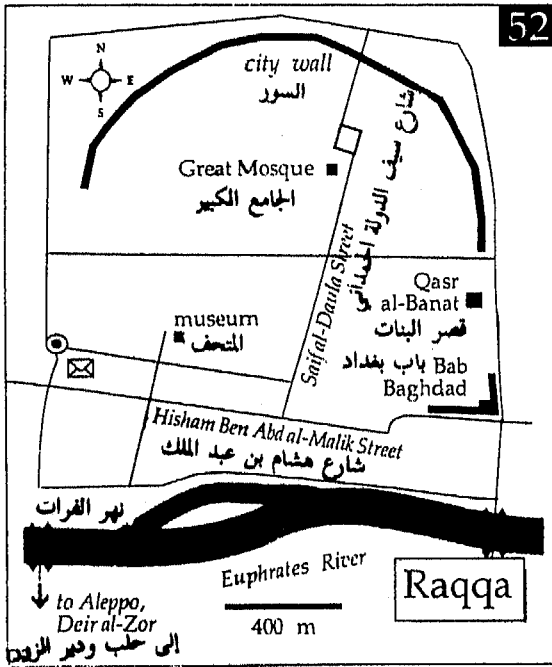 52
N
W E
S
city wall
السور
شارع سيف الدولة الحمداني
Great Mosque
الجامع الكبير
Saif al-Daula Street
Qasr
al-Banat
قصر البنات
museum
المتحف
باب بغداد Bab
Baghdad
Hisham Ben Abd al-Malik Street
شارع هشام بن عبد الملك
نهر الفرات
Euphrates River
Raqqa
to Aleppo,
Deir al-Zor
400 m
إلى حلب ودير الزور